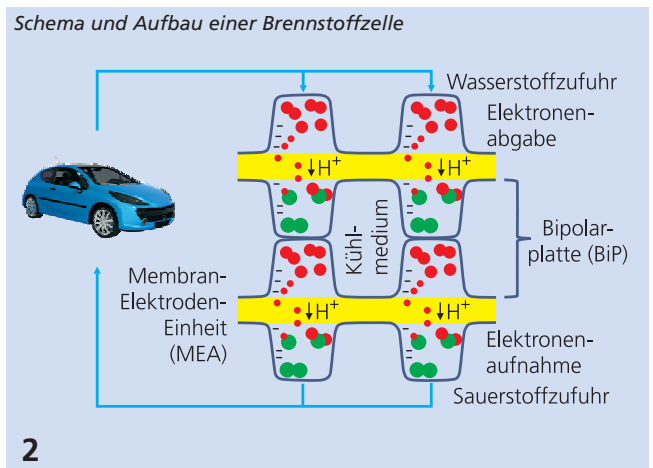 Schema und Aufbau einer Brennstoffzelle
Wasserstoffzufuhr
Elektronen-
abgabe
↓H⁺
↓H⁺
Kühl-
medium
Bipolar-
platte (BiP)
Membran-
Elektroden-
Einheit
(MEA)
↓H⁺
↓H⁺
Elektronen-
aufnahme
Sauerstoffzufuhr
2